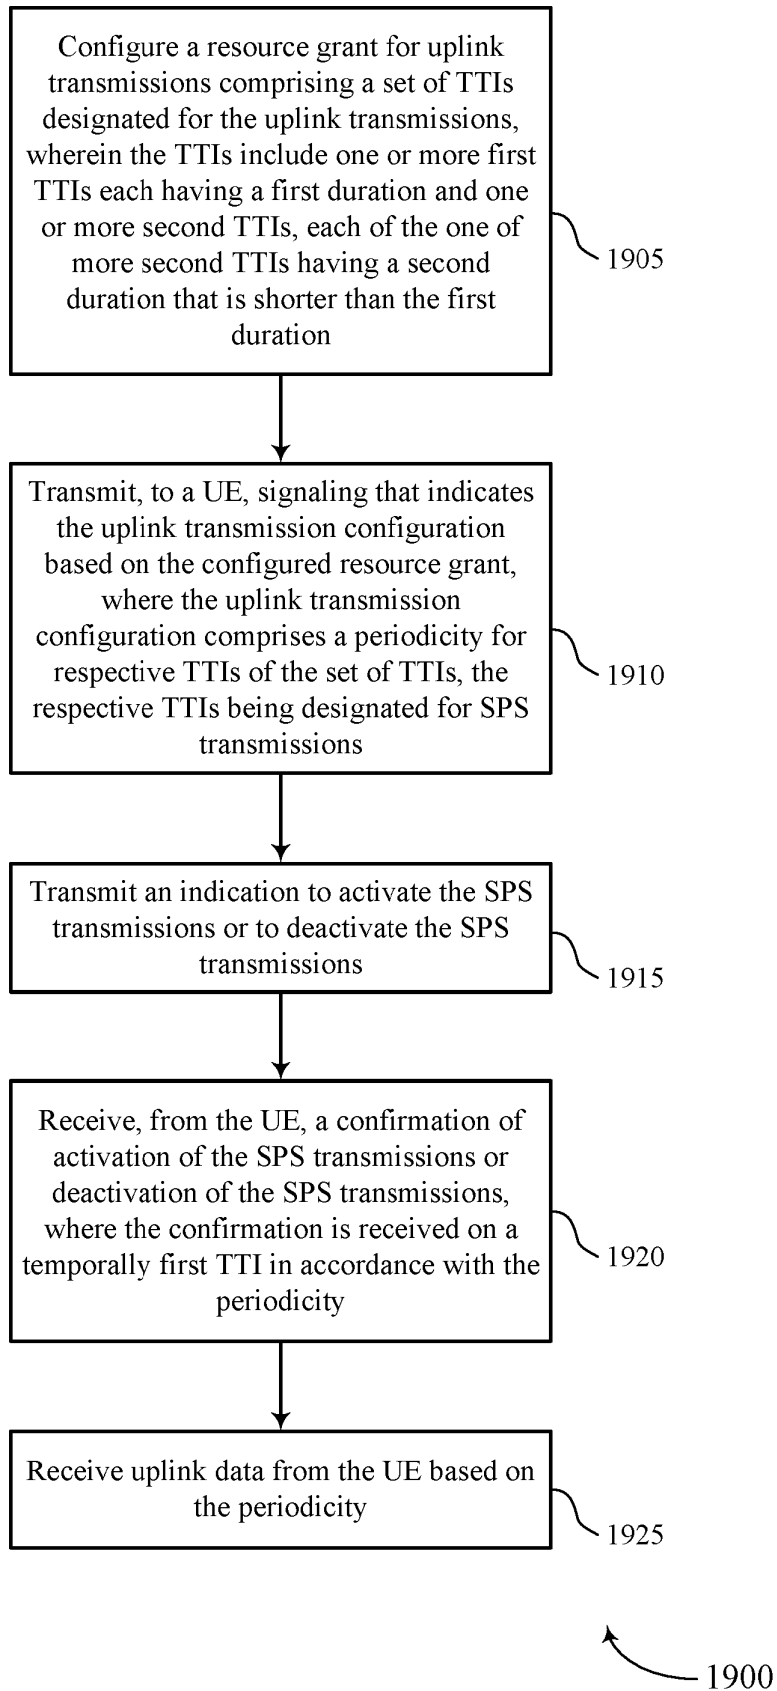 Configure a resource grant for uplink
transmissions comprising a set of TTIs
designated for the uplink transmissions,
wherein the TTIs include one or more first
TTIs each having a first duration and one
or more second TTIs, each of the one of
more second TTIs having a second
duration that is shorter than the first
duration
1905
Transmit, to a UE, signaling that indicates
the uplink transmission configuration
based on the configured resource grant,
where the uplink transmission
configuration comprises a periodicity for
respective TTIs of the set of TTIs, the
respective TTIs being designated for SPS
transmissions
1910
Transmit an indication to activate the SPS
transmissions or to deactivate the SPS
transmissions
1915
Receive, from the UE, a confirmation of
activation of the SPS transmissions or
deactivation of the SPS transmissions,
where the confirmation is received on a
temporally first TTI in accordance with the
periodicity
1920
Receive uplink data from the UE based on
the periodicity
1925
1900